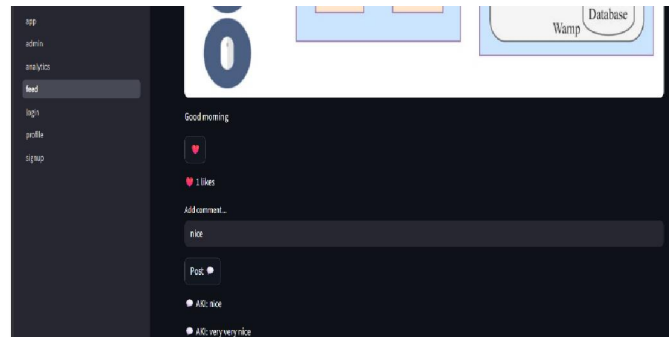 app
admin
analytics
feed
login
profile
signup
Database
Wamp
Good morning
1 likes
Add comment...
nice
Post
AKI: nice
AKI: very very nice